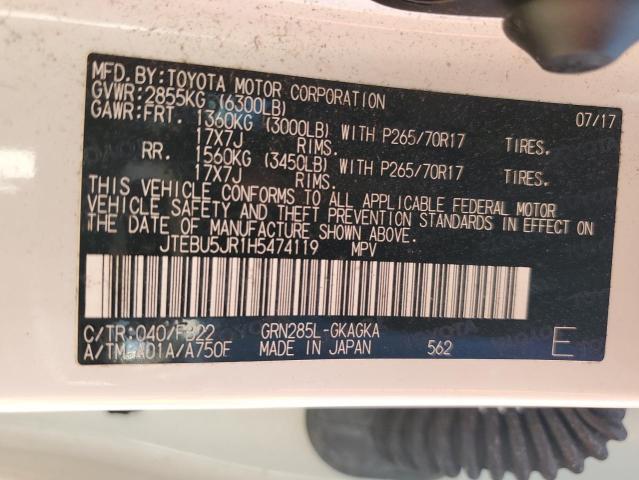 MFD. BY: TOYOTA MOTOR CORPORATION 07/17
GVWR: 2855KG (6300LB)
GAWR: FRT. 1360KG (3000LB) WITH P265/70R17 TIRES.
17X7J RIMS.
RR. 1560KG (3450LB) WITH P265/70R17 TIRES.
17X7J RIMS.
THIS VEHICLE CONFORMS TO ALL APPLICABLE FEDERAL MOTOR
VEHICLE SAFETY AND THEFT PREVENTION STANDARDS IN EFFECT ON
THE DATE OF MANUFACTURE SHOWN ABOVE.
JTEBU5JR1H5474119 MPV
C/TR: 040/FB22 GRN285L-GKAGKA
A/TM: A01A/A750F MADE IN JAPAN 562 E